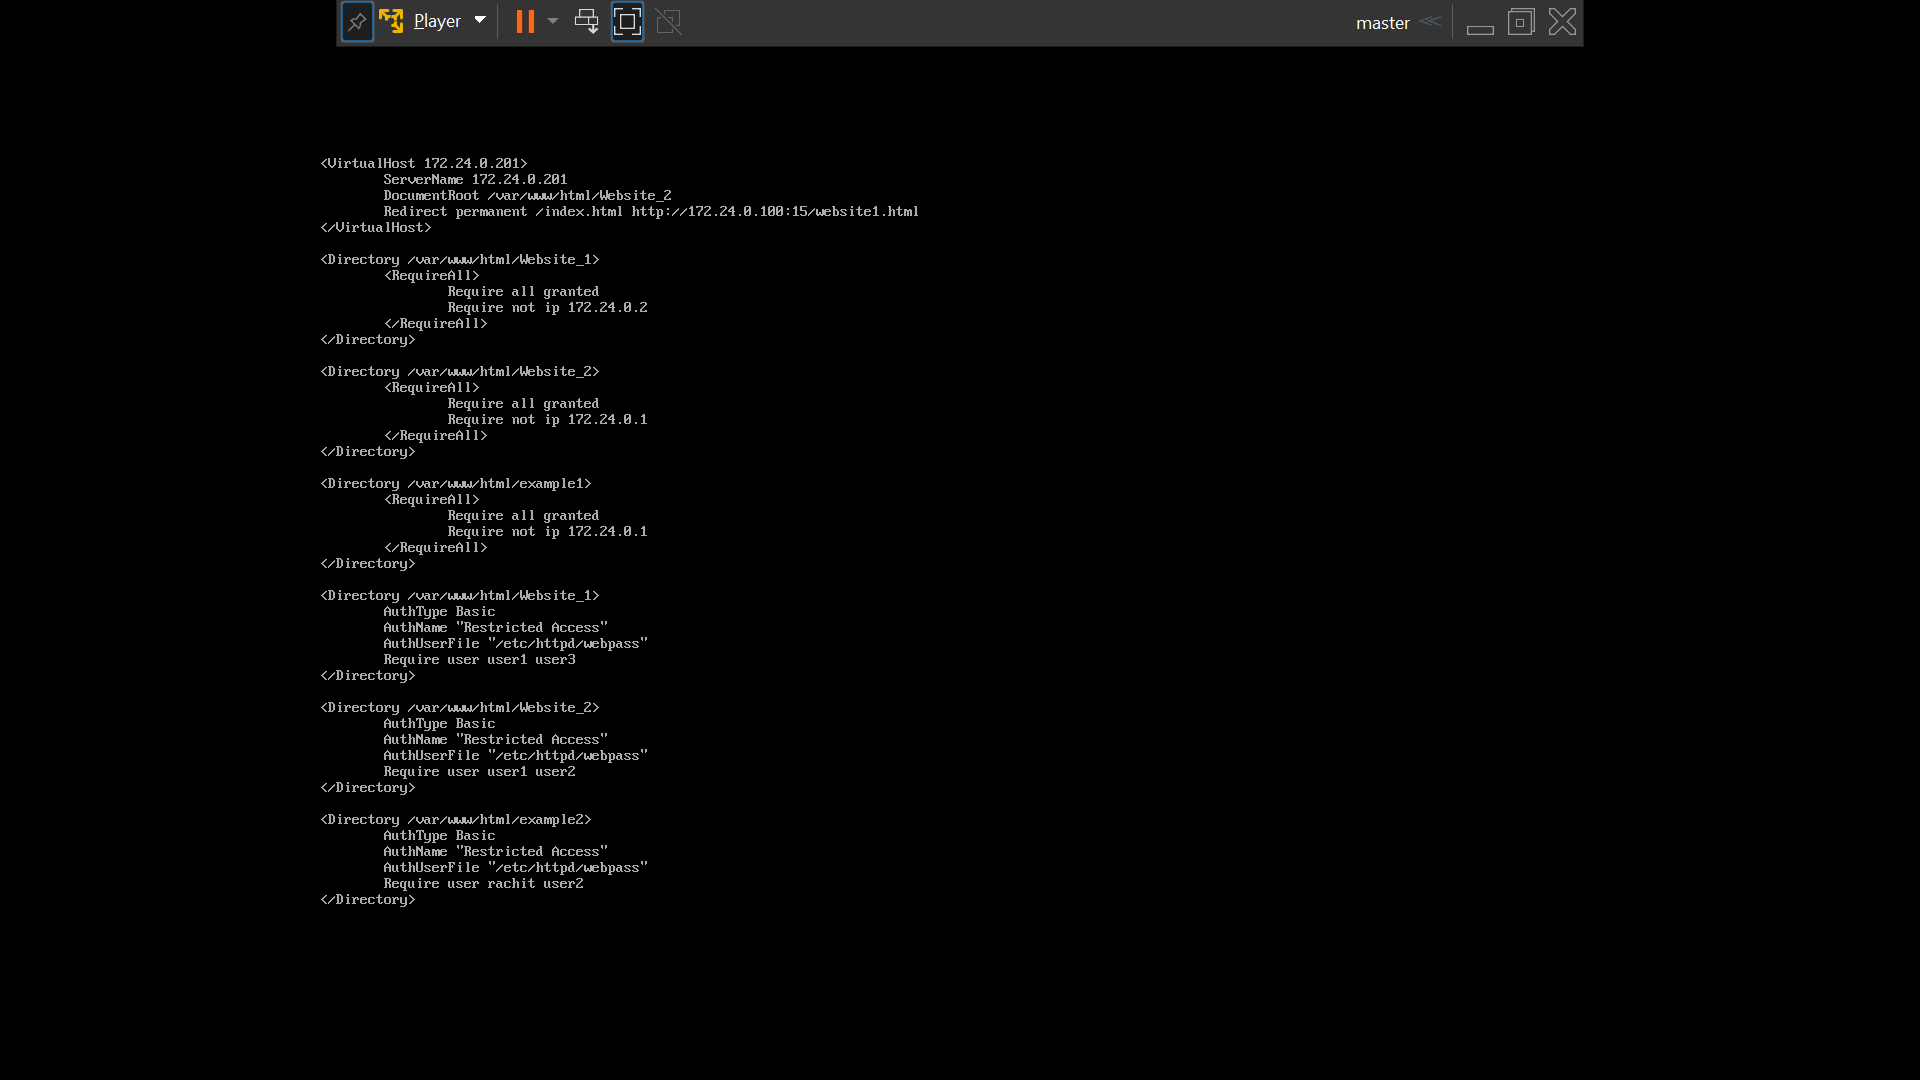 Player
master
<VirtualHost 172.24.0.201>
ServerName 172.24.0.201
DocumentRoot /var/www/html/Website_2
Redirect permanent /index.html http://172.24.0.100:15/website1.html
</VirtualHost>
<Directory /var/www/html/Website_1>
<RequireAll>
Require all granted
Require not ip 172.24.0.2
</RequireAll>
</Directory>
<Directory /var/www/html/Website_2>
<RequireAll>
Require all granted
Require not ip 172.24.0.1
</RequireAll>
</Directory>
<Directory /var/www/html/example1>
<RequireAll>
Require all granted
Require not ip 172.24.0.1
</RequireAll>
</Directory>
<Directory /var/www/html/Website_1>
AuthType Basic
AuthName "Restricted Access"
AuthUserFile "/etc/httpd/webpass"
Require user user1 user3
</Directory>
<Directory /var/www/html/Website_2>
AuthType Basic
AuthName "Restricted Access"
AuthUserFile "/etc/httpd/webpass"
Require user user1 user2
</Directory>
<Directory /var/www/html/example2>
AuthType Basic
AuthName "Restricted Access"
AuthUserFile "/etc/httpd/webpass"
Require user rachit user2
</Directory>